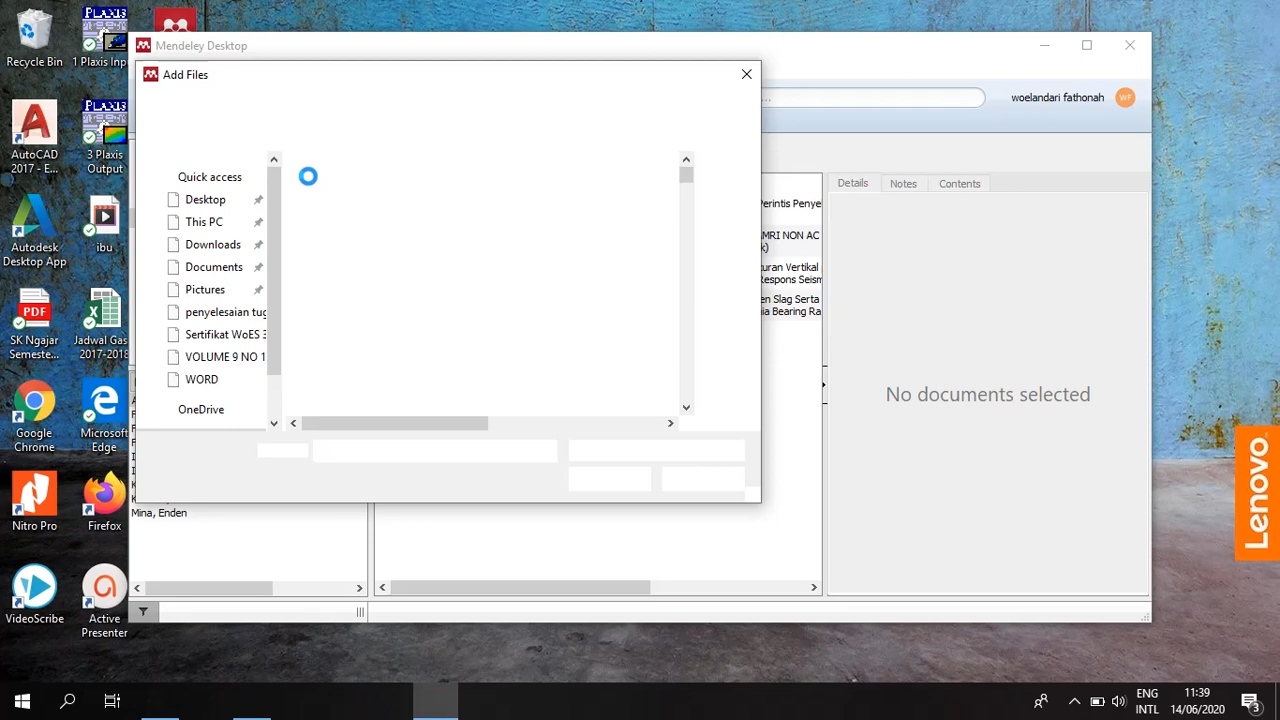 Recycle Bin
PLAXIS
1 Plaxis Inp
AutoCAD
2017 - E...
PLAXIS
3 Plaxis
Output
Autodesk
Desktop App
ibu
PDF
SK Ngajar
Semeste...
Jadwal Gas
2017-2018
Google
Chrome
Microsoft
Edge
Nitro Pro
Firefox
VideoScribe
Active
Presenter
Mendeley Desktop
Add Files
Quick access
Desktop
This PC
Downloads
Documents
Pictures
penyelesaian tug
Sertifikat WoES 3
VOLUME 9 NO 1
WORD
OneDrive
Mina, Enden
...
woelandari fathonah
WF
Perintis Penye
AMRI NON AC
k)
turan Vertikal
Respons Seism
en Slag Serta
ia Bearing Ra
Details
Notes
Contents
No documents selected
Lenovo
ENG
INTL
11:39
14/06/2020
3